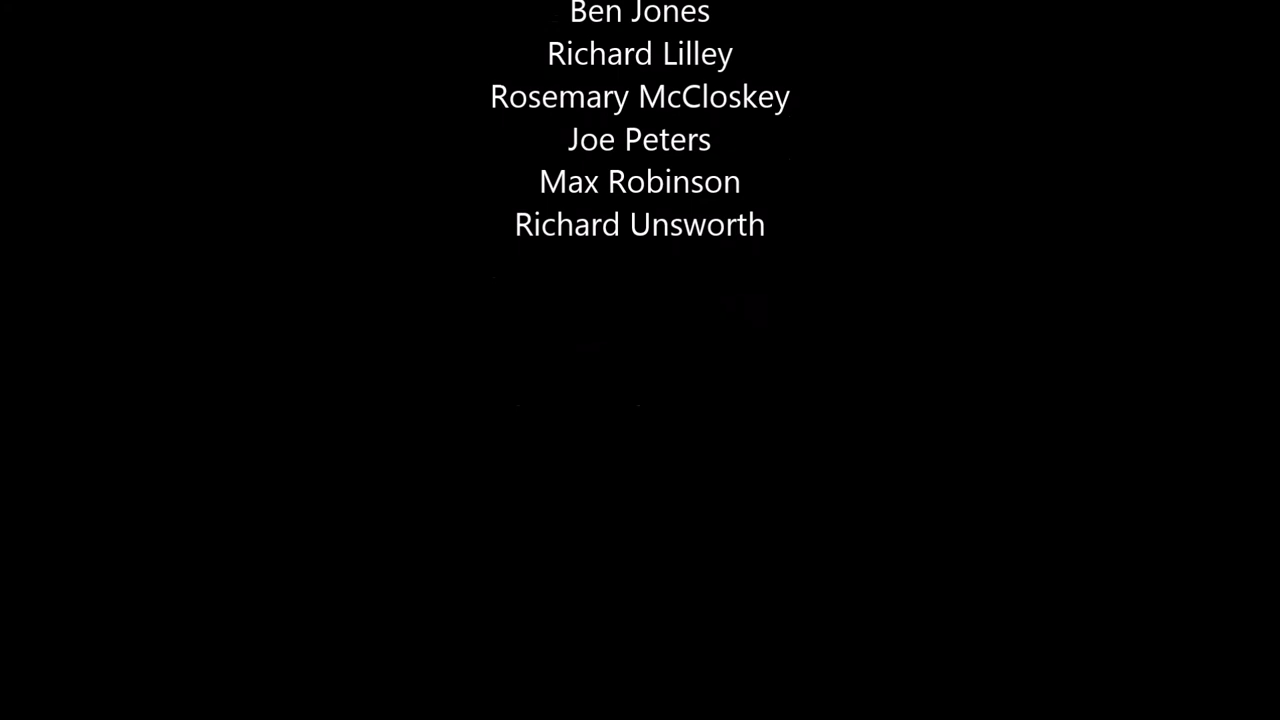 Ben Jones
Richard Lilley
Rosemary McCloskey
Joe Peters
Max Robinson
Richard Unsworth